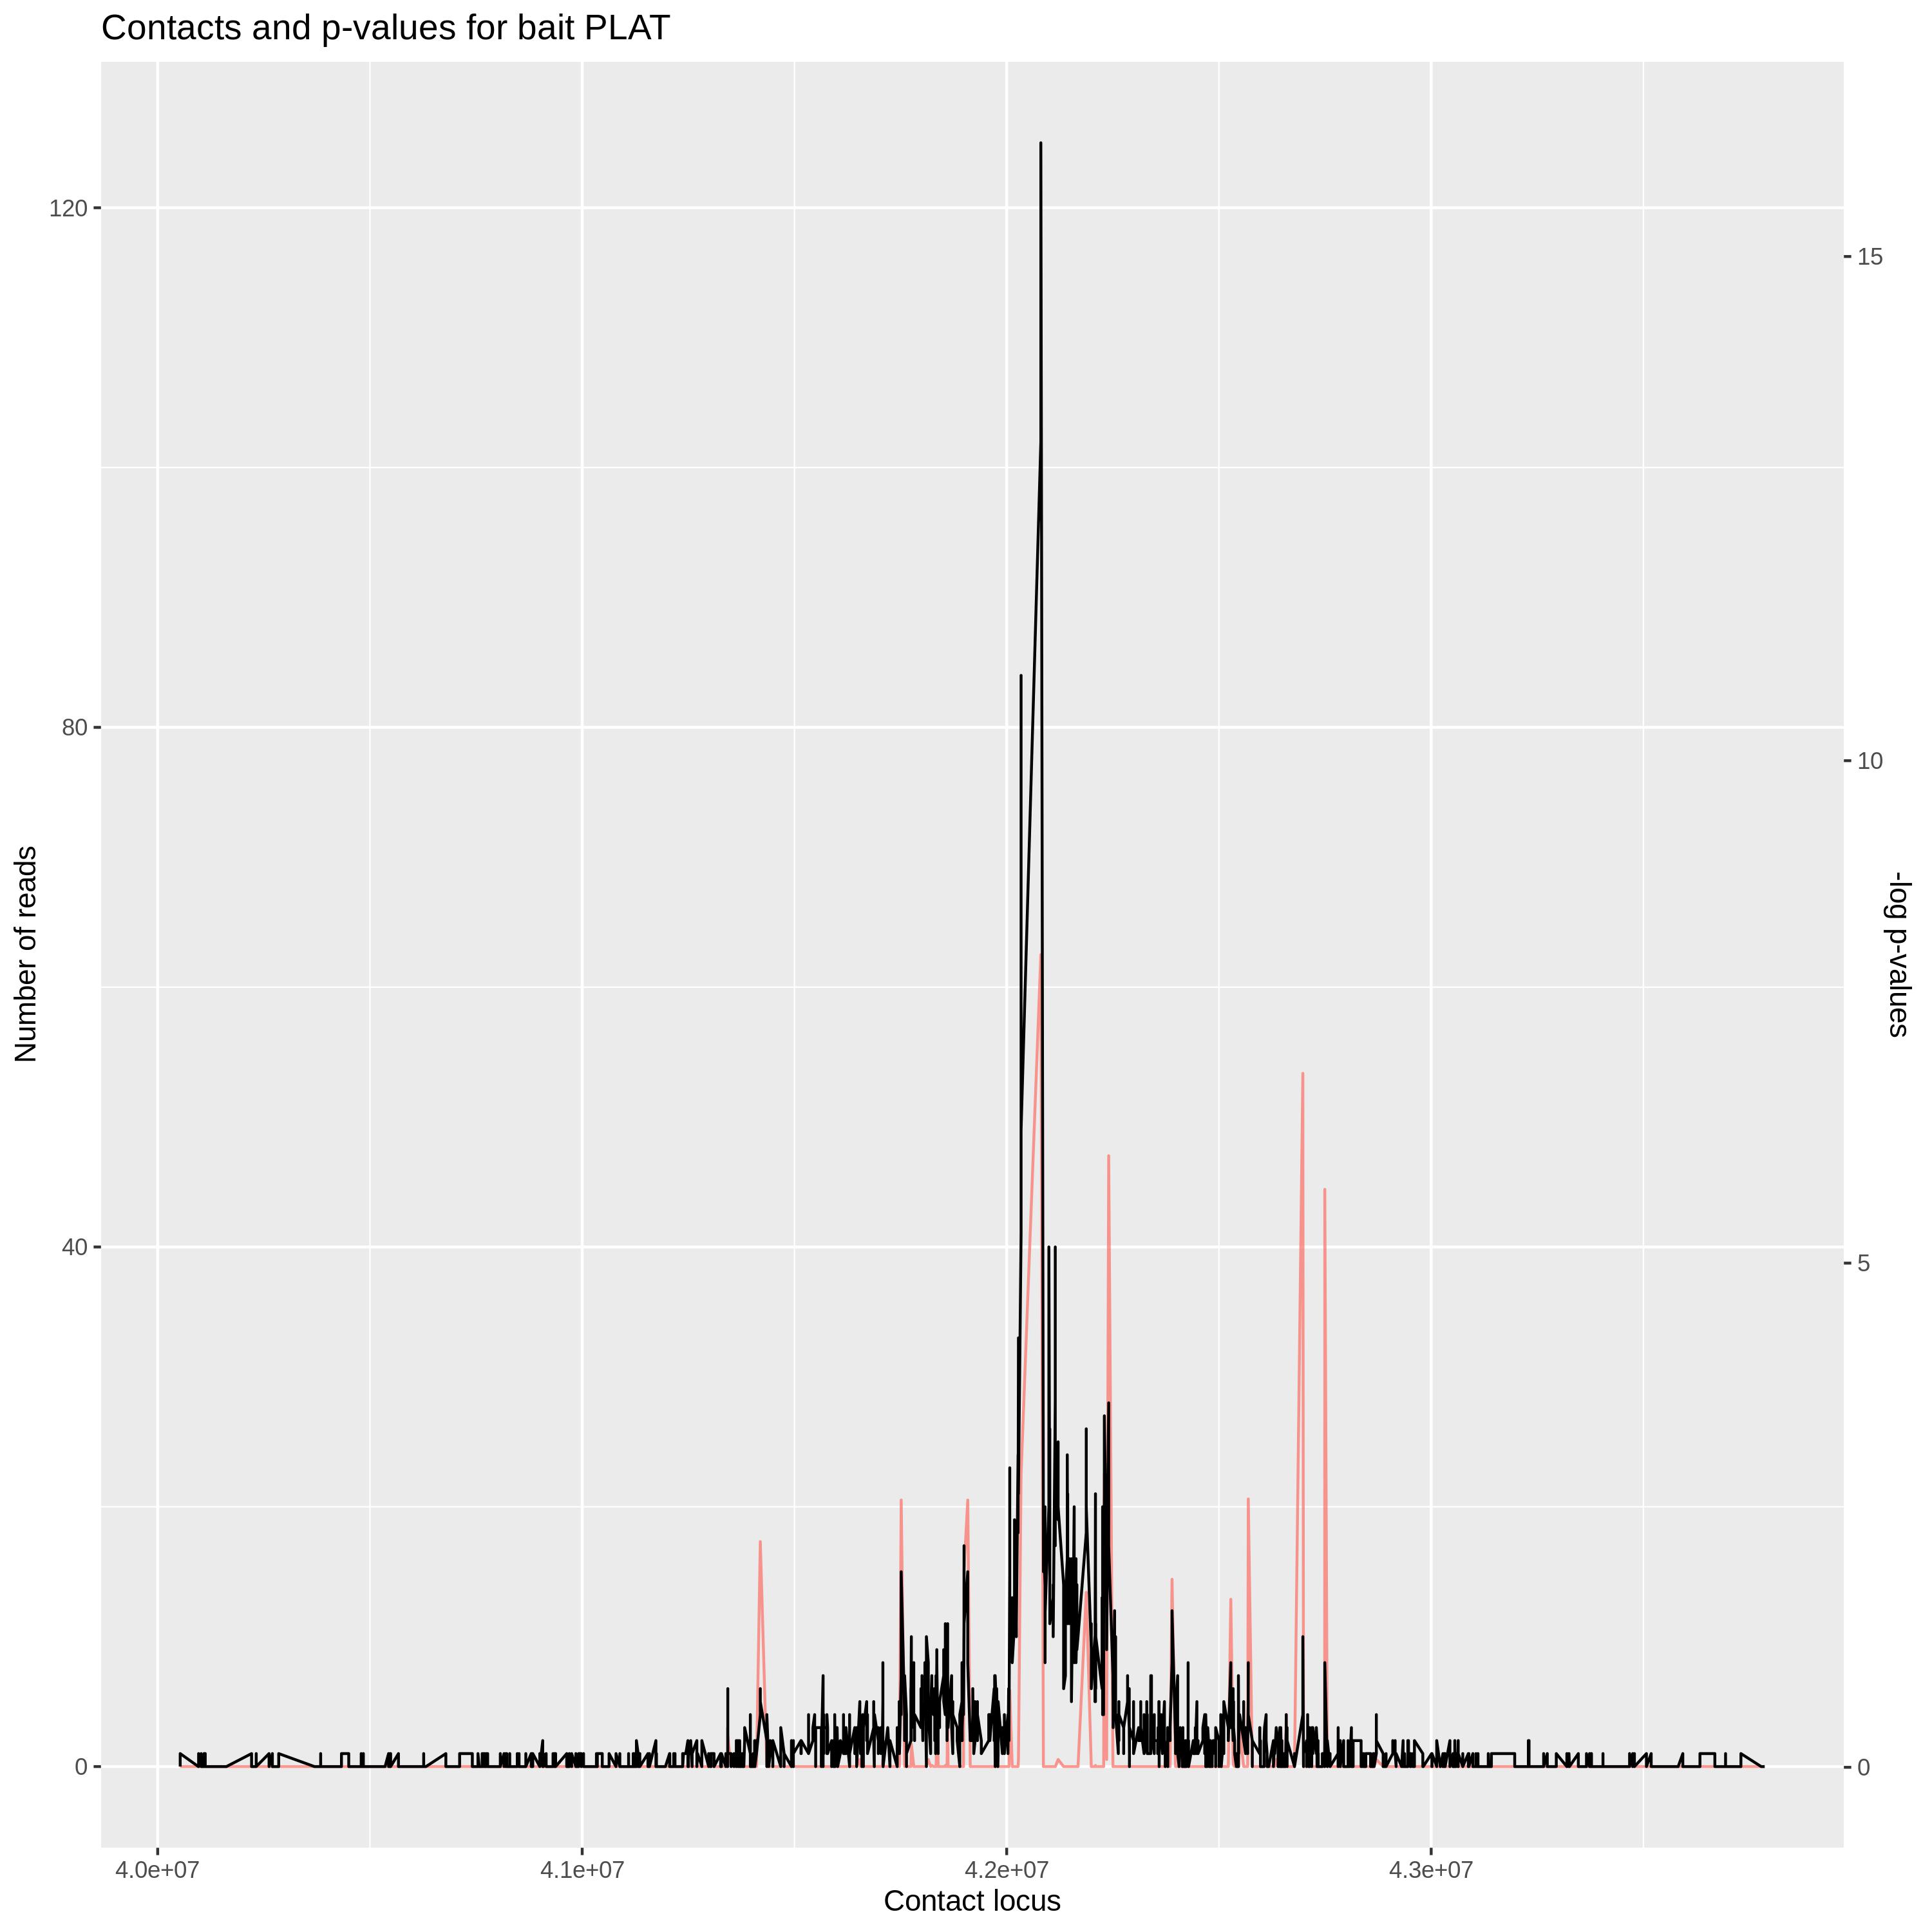 Contacts and p-values for bait PLAT
120
80
40
0
Number of reads
15
10
5
0
-log p-values
4.0e+07
4.1e+07
4.2e+07
4.3e+07
Contact locus